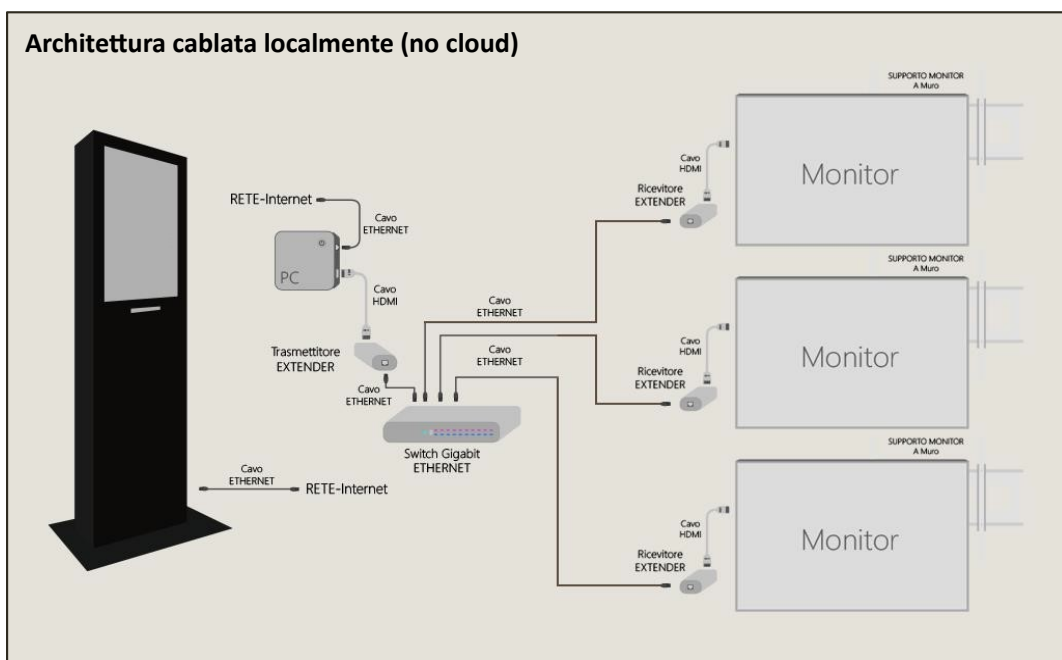 Architettura cablata localmente (no cloud)
SUPPORTO MONITOR
A Muro
Cavo
HDMI
Monitor
Ricevitore
EXTENDER
RETE-Internet
Cavo
ETHERNET
PC
Cavo
HDMI
Trasmettitore
EXTENDER
Cavo
ETHERNET
Cavo
ETHERNET
Cavo
ETHERNET
Switch Gigabit
ETHERNET
SUPPORTO MONITOR
A Muro
Cavo
HDMI
Monitor
Ricevitore
EXTENDER
SUPPORTO MONITOR
A Muro
Cavo
HDMI
Monitor
Ricevitore
EXTENDER
Cavo
ETHERNET
RETE-Internet